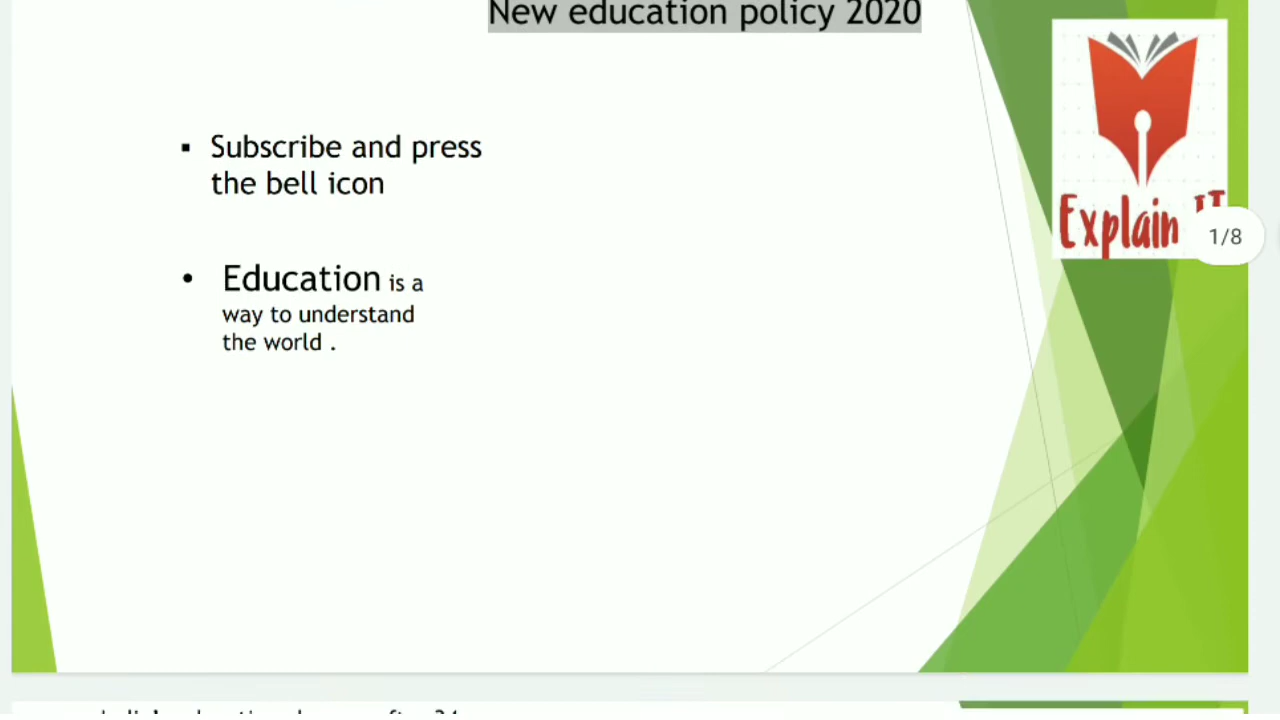 New education policy 2020
▪ Subscribe and press
the bell icon
• Education is a
way to understand
the world .
Explain IT
1/8